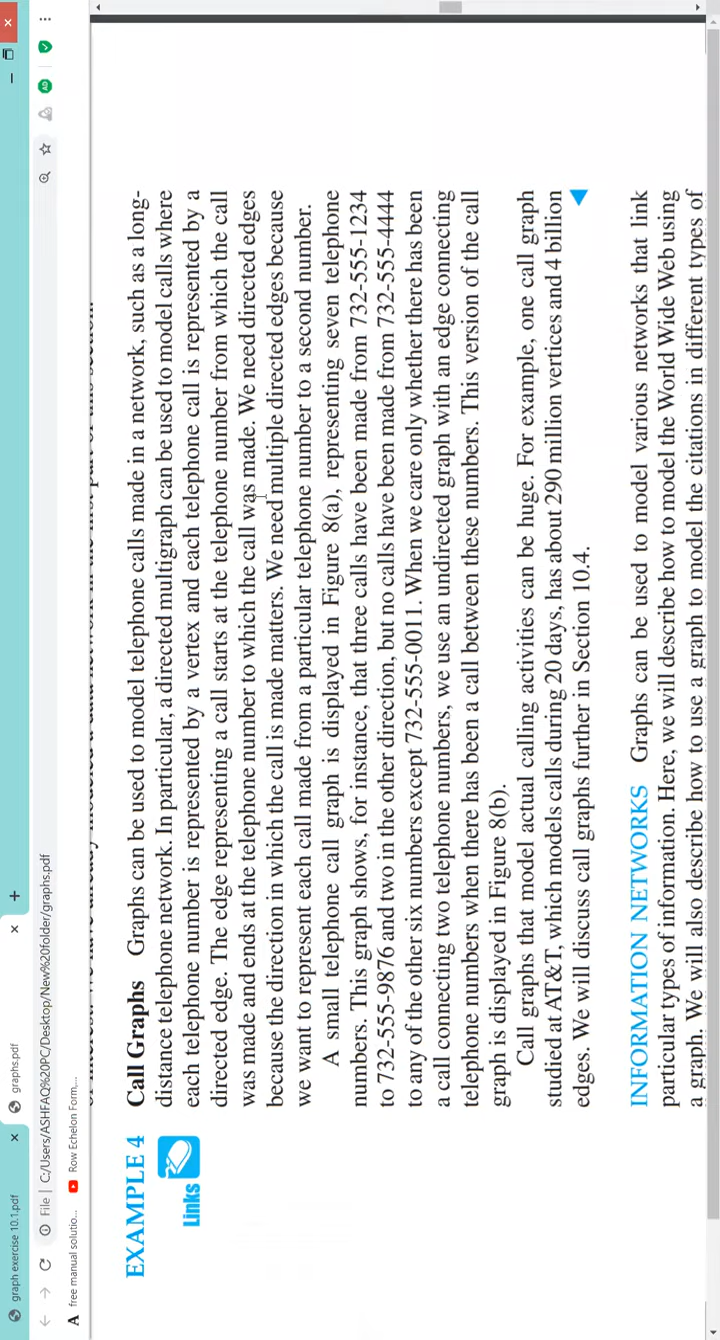 graph exercise 10.1.pdf
graphs.pdf
File | C:/Users/ASHFAQ%20PC/Desktop/New%20folder/graphs.pdf
free manual solutio...
Row Echelon Form,...
EXAMPLE 4
Links
Call Graphs Graphs can be used to model telephone calls made in a network, such as a long-
distance telephone network. In particular, a directed multigraph can be used to model calls where
each telephone number is represented by a vertex and each telephone call is represented by a
directed edge. The edge representing a call starts at the telephone number from which the call
was made and ends at the telephone number to which the call was made. We need directed edges
because the direction in which the call is made matters. We need multiple directed edges because
we want to represent each call made from a particular telephone number to a second number.
A small telephone call graph is displayed in Figure 8(a), representing seven telephone
numbers. This graph shows, for instance, that three calls have been made from 732-555-1234
to 732-555-9876 and two in the other direction, but no calls have been made from 732-555-4444
to any of the other six numbers except 732-555-0011. When we care only whether there has been
a call connecting two telephone numbers, we use an undirected graph with an edge connecting
telephone numbers when there has been a call between these numbers. This version of the call
graph is displayed in Figure 8(b).
Call graphs that model actual calling activities can be huge. For example, one call graph
studied at AT&T, which models calls during 20 days, has about 290 million vertices and 4 billion
edges. We will discuss call graphs further in Section 10.4.
INFORMATION NETWORKS Graphs can be used to model various networks that link
particular types of information. Here, we will describe how to model the World Wide Web using
a graph. We will also describe how to use a graph to model the citations in different types of